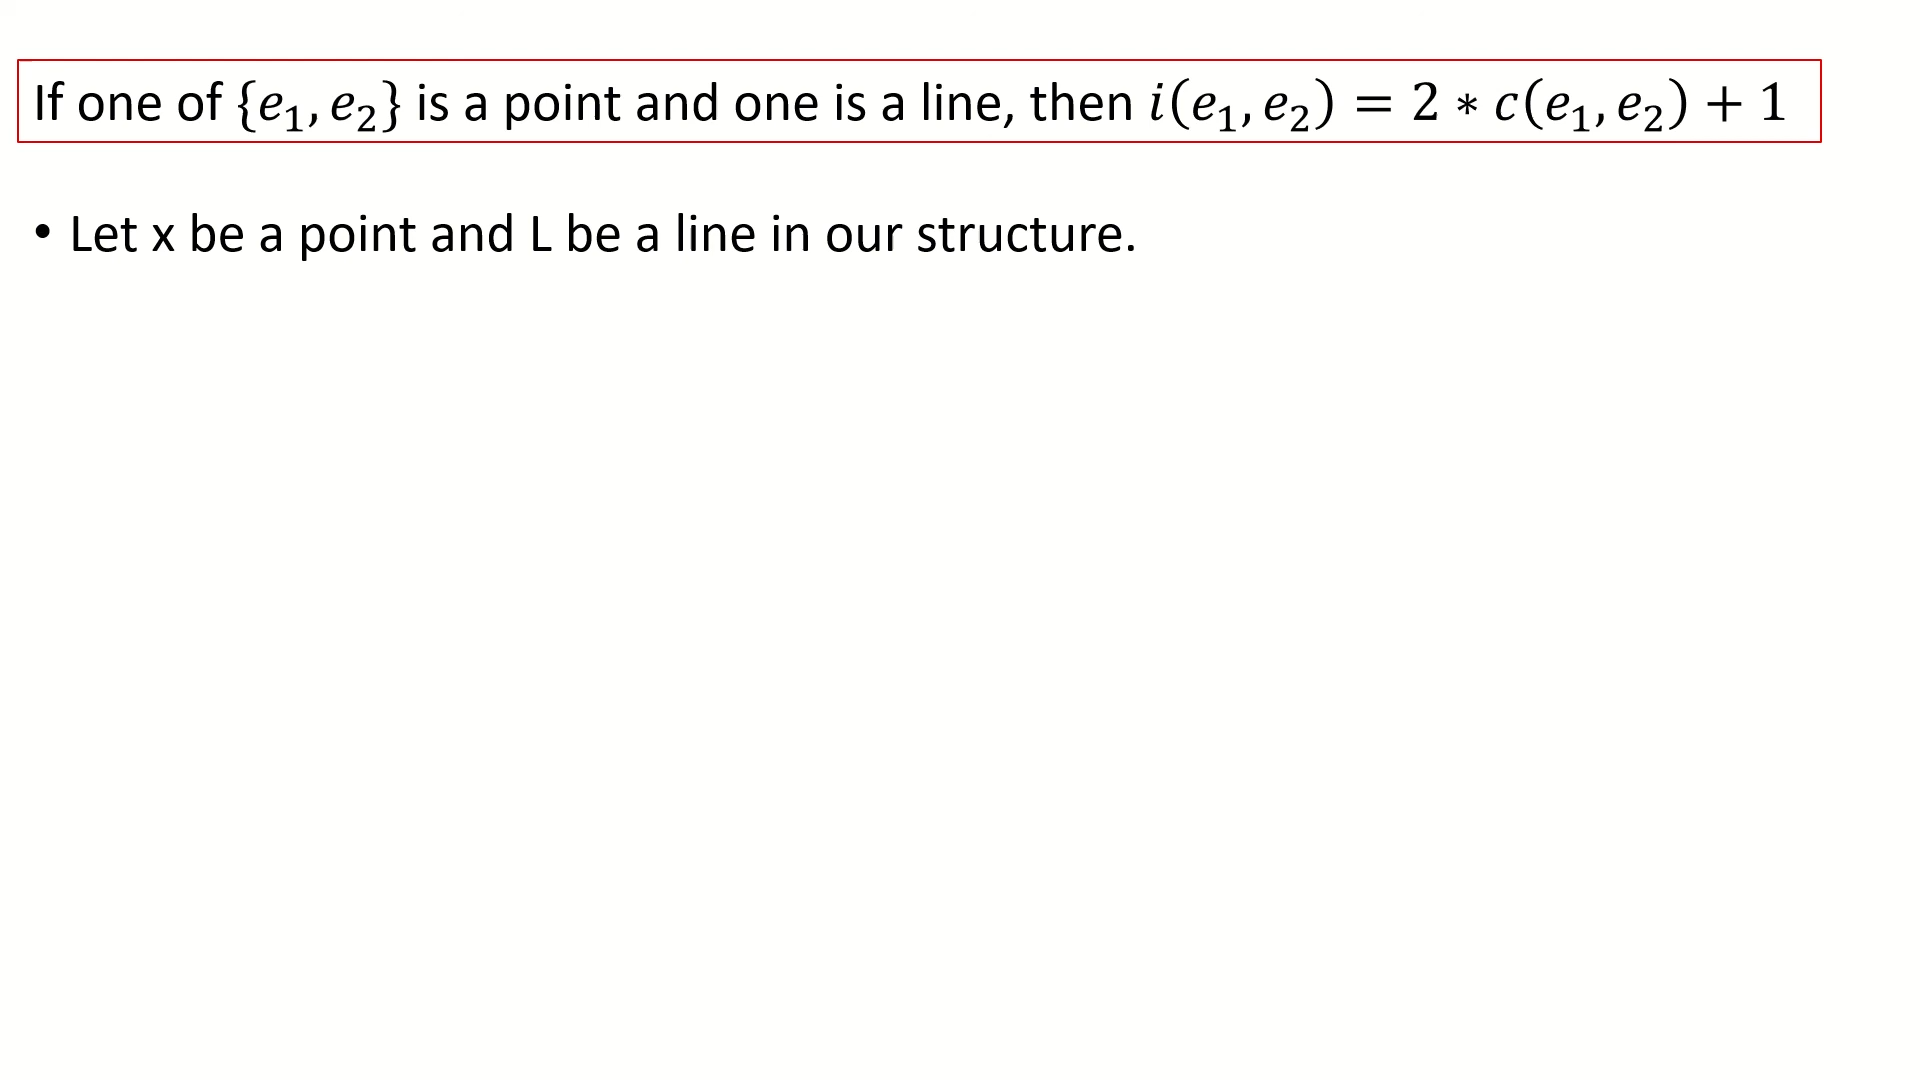 If one of {e₁, e₂} is a point and one is a line, then i(e₁, e₂) = 2 ∗ c(e₁, e₂) + 1
• Let x be a point and L be a line in our structure.